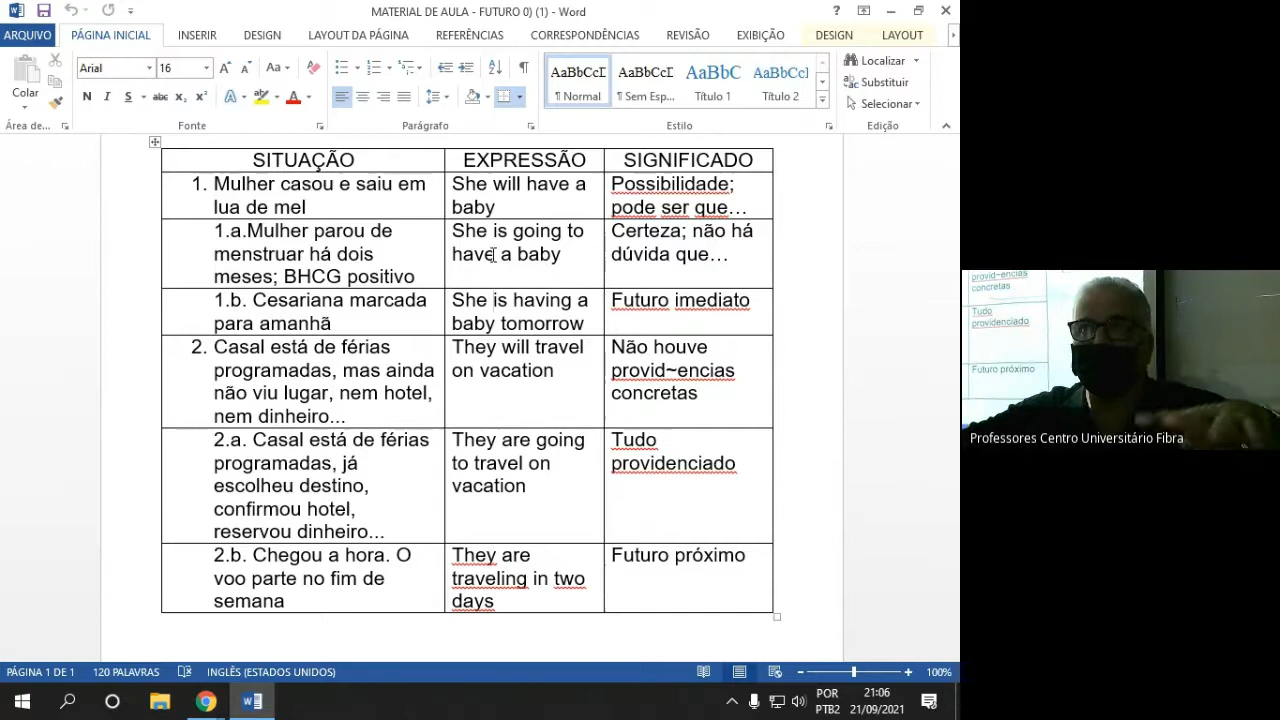 MATERIAL DE AULA - FUTURO 0) (1) - Word
ARQUIVO PÁGINA INICIAL INSERIR DESIGN LAYOUT DA PÁGINA REFERÊNCIAS CORRESPONDÊNCIAS REVISÃO EXIBIÇÃO DESIGN LAYOUT
Colar
Arial 16
Localizar
Substituir
Selecionar
AaBbCcI AaBbCcI AaBbC AaBbCcI
¶ Normal ¶ Sem Esp... Título 1 Título 2
Área de... Fonte Parágrafo Estilo Edição
SITUAÇÃO EXPRESSÃO SIGNIFICADO
1. Mulher casou e saiu em
lua de mel
She will have a
baby
Possibilidade;
pode ser que…
1.a.Mulher parou de
menstruar há dois
meses; BHCG positivo
She is going to
have a baby
Certeza; não há
dúvida que…
1.b. Cesariana marcada
para amanhã
She is having a
baby tomorrow
Futuro imediato
2. Casal está de férias
programadas, mas ainda
não viu lugar, nem hotel,
nem dinheiro...
They will travel
on vacation
Não houve
provid~encias
concretas
2.a. Casal está de férias
programadas, já
escolheu destino,
confirmou hotel,
reservou dinheiro...
They are going
to travel on
vacation
Tudo
providenciado
2.b. Chegou a hora. O
voo parte no fim de
semana
They are
traveling in two
days
Futuro próximo
provid~encias
concretas
Tudo
providenciado
Futuro próximo
Professores Centro Universitário Fibra
PÁGINA 1 DE 1 120 PALAVRAS INGLÊS (ESTADOS UNIDOS) 100%
POR
PTB2
21:06
21/09/2021